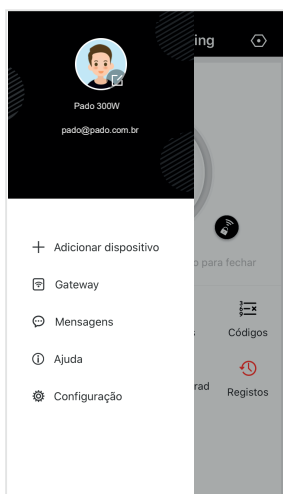 ing
Pado 300W
pado@pado.com.br
o para fechar
Adicionar dispositivo
Gateway
Mensagens
Códigos
Ajuda
rad
Registos
Configuração